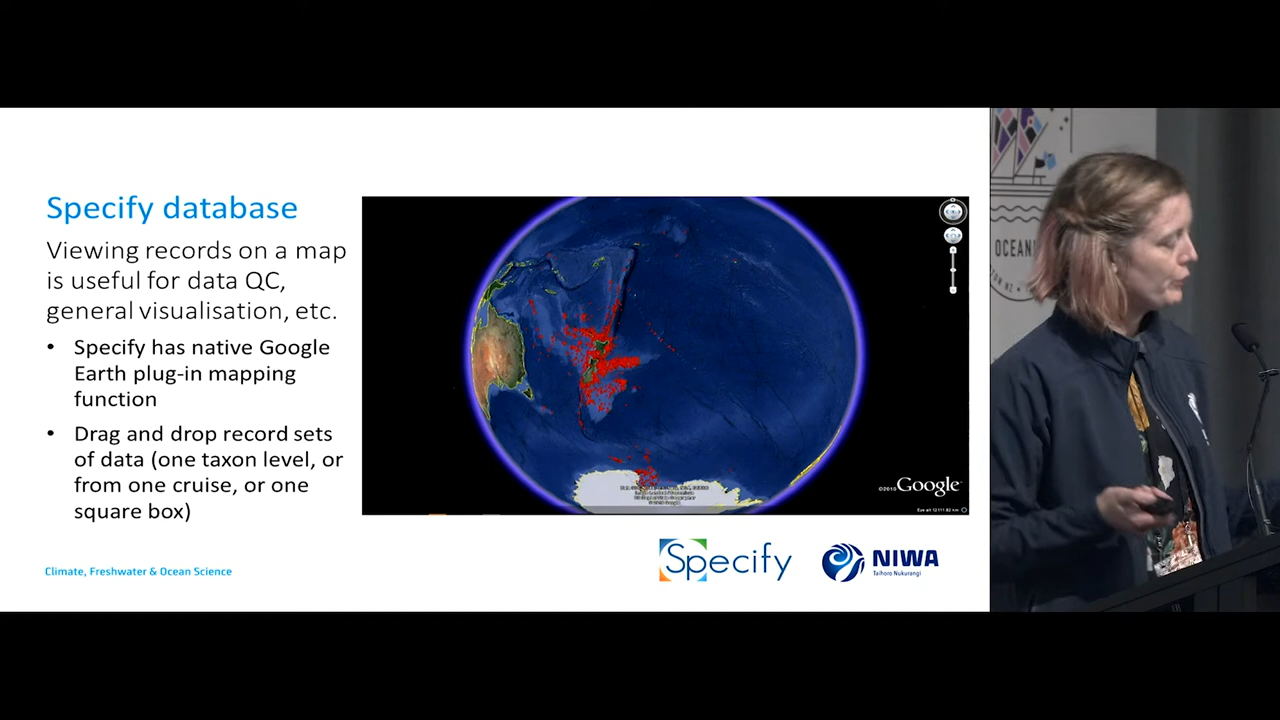 Specify database
Viewing records on a map
is useful for data QC,
general visualisation, etc.
• Specify has native Google
Earth plug-in mapping
function
• Drag and drop record sets
of data (one taxon level, or
from one cruise, or one
square box)
Climate, Freshwater & Ocean Science
©2010 Google
Specify
NIWA
Taihoro Nukurangi
OCEAN